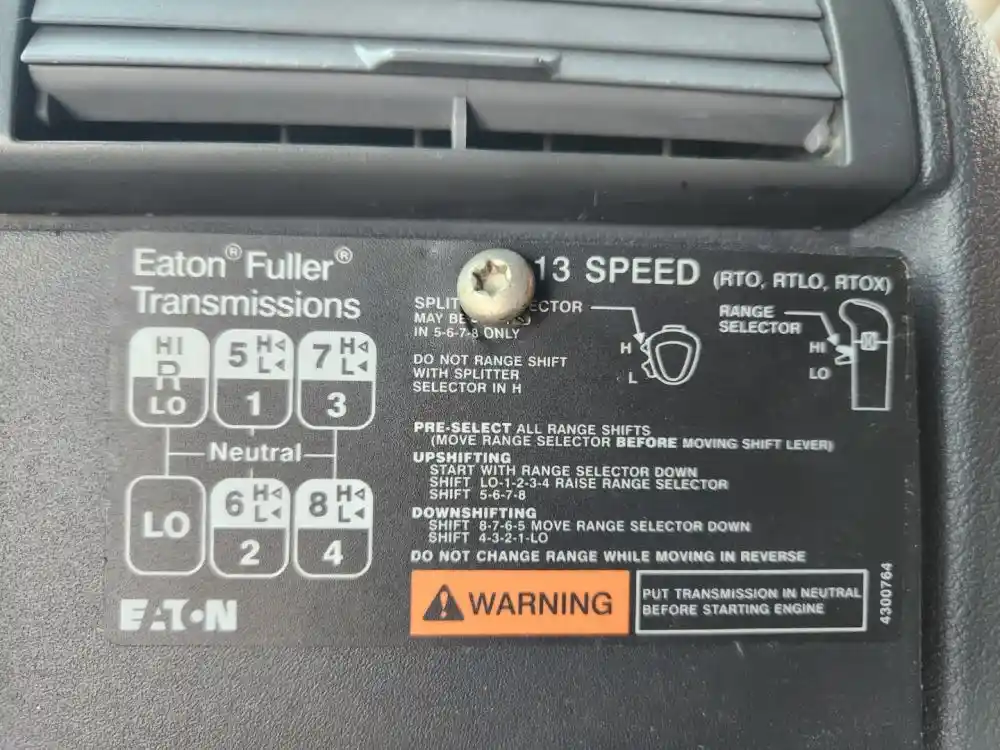 Eaton® Fuller®
Transmissions
13 SPEED (RTO, RTLO, RTOX)
HI
R
LO
5 H L
1
7 H L
3
Neutral
LO
6 H L
2
8 H L
4
EATON
MAY BE
IN 5-6-7-8 ONLY
DO NOT RANGE SHIFT
WITH SPLITTER
SELECTOR IN H
H
L
RANGE
SELECTOR
HI
LO
PRE-SELECT ALL RANGE SHIFTS
(MOVE RANGE SELECTOR BEFORE MOVING SHIFT LEVER)
UPSHIFTING
START WITH RANGE SELECTOR DOWN
SHIFT LO-1-2-3-4 RAISE RANGE SELECTOR
SHIFT 5-6-7-8
DOWNSHIFTING
SHIFT 8-7-6-5 MOVE RANGE SELECTOR DOWN
SHIFT 4-3-2-1-LO
DO NOT CHANGE RANGE WHILE MOVING IN REVERSE
WARNING
PUT TRANSMISSION IN NEUTRAL
BEFORE STARTING ENGINE
4300764